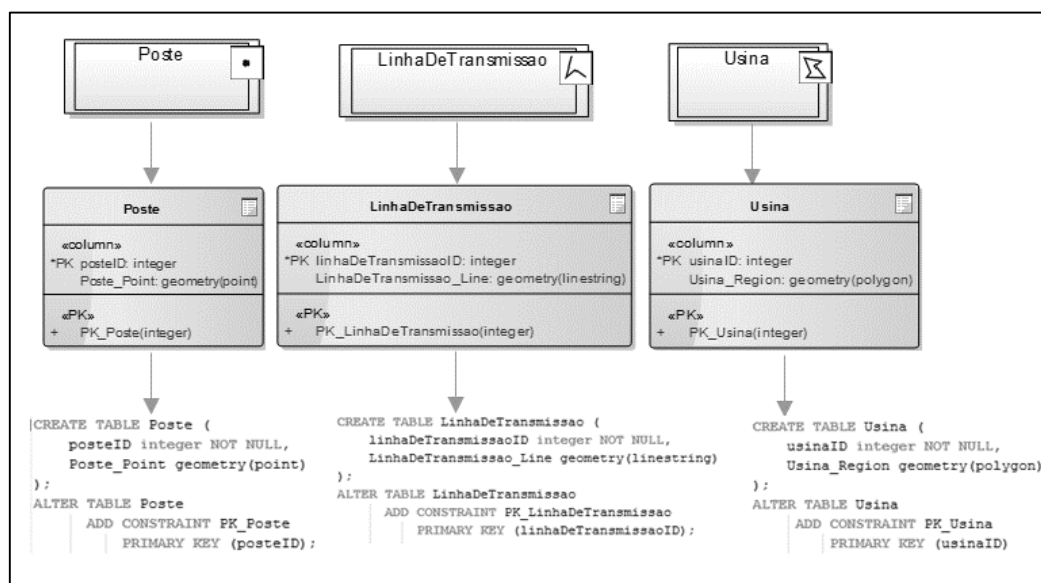 Poste
LinhaDeTransmissao
Usina
Poste
«column»
*PK posteID: integer
Poste_Point: geometry(point)
«PK»
+ PK_Poste(integer)
LinhaDeTransmissao
«column»
*PK linhaDeTransmissaoID: integer
LinhaDeTransmissao_Line: geometry(linestring)
«PK»
+ PK_LinhaDeTransmissao(integer)
Usina
«column»
*PK usinaID: integer
Usina_Region: geometry(polygon)
«PK»
+ PK_Usina(integer)
CREATE TABLE Poste (
posteID integer NOT NULL,
Poste_Point geometry(point)
);
ALTER TABLE Poste
ADD CONSTRAINT PK_Poste
PRIMARY KEY (posteID);
CREATE TABLE LinhaDeTransmissao (
linhaDeTransmissaoID integer NOT NULL,
LinhaDeTransmissao_Line geometry(linestring)
);
ALTER TABLE LinhaDeTransmissao
ADD CONSTRAINT PK_LinhaDeTransmissao
PRIMARY KEY (linhaDeTransmissaoID);
CREATE TABLE Usina (
usinaID integer NOT NULL,
Usina_Region geometry(polygon)
);
ALTER TABLE Usina
ADD CONSTRAINT PK_Usina
PRIMARY KEY (usinaID)